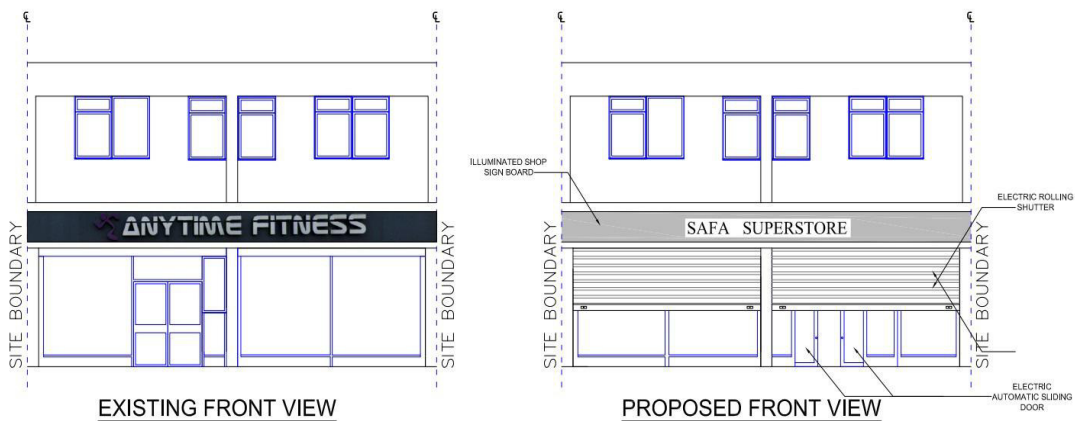 ℄
℄
SITE BOUNDARY
ANYTIME FITNESS
SITE BOUNDARY
EXISTING FRONT VIEW
℄
℄
ILLUMINATED SHOP
SIGN BOARD
SAFA SUPERSTORE
ELECTRIC ROLLING
SHUTTER
SITE BOUNDARY
SITE BOUNDARY
ELECTRIC
AUTOMATIC SLIDING
DOOR
PROPOSED FRONT VIEW